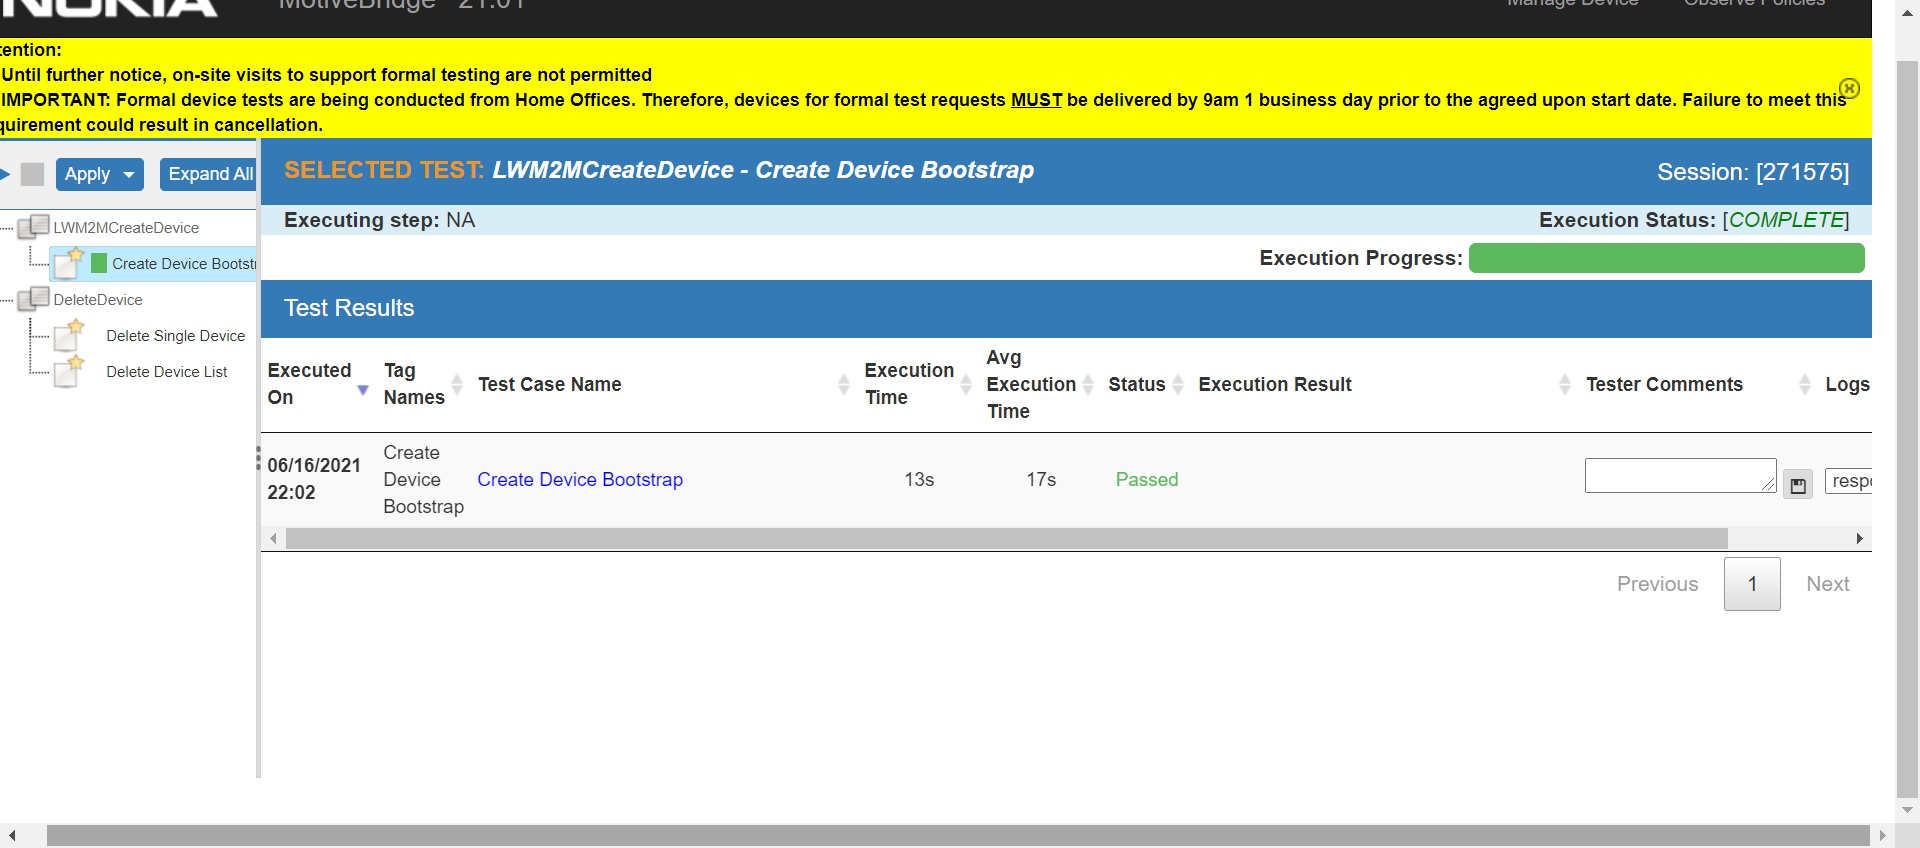 NOKIA
MotiveBridge 21.01
Manage Device
Observe Policies
tention:
Until further notice, on-site visits to support formal testing are not permitted
IMPORTANT: Formal device tests are being conducted from Home Offices. Therefore, devices for formal test requests MUST be delivered by 9am 1 business day prior to the agreed upon start date. Failure to meet this
quirement could result in cancellation.
Apply
Expand All
LWM2MCreateDevice
Create Device Bootstr
DeleteDevice
Delete Single Device
Delete Device List
SELECTED TEST: LWM2MCreateDevice - Create Device Bootstrap
Session: [271575]
Executing step: NA
Execution Status: [COMPLETE]
Execution Progress:
Test Results
Executed
On
Tag
Names
Test Case Name
Execution
Time
Avg
Execution
Time
Status
Execution Result
Tester Comments
Logs
06/16/2021
22:02
Create
Device
Bootstrap
Create Device Bootstrap
13s
17s
Passed
respo
Previous
1
Next